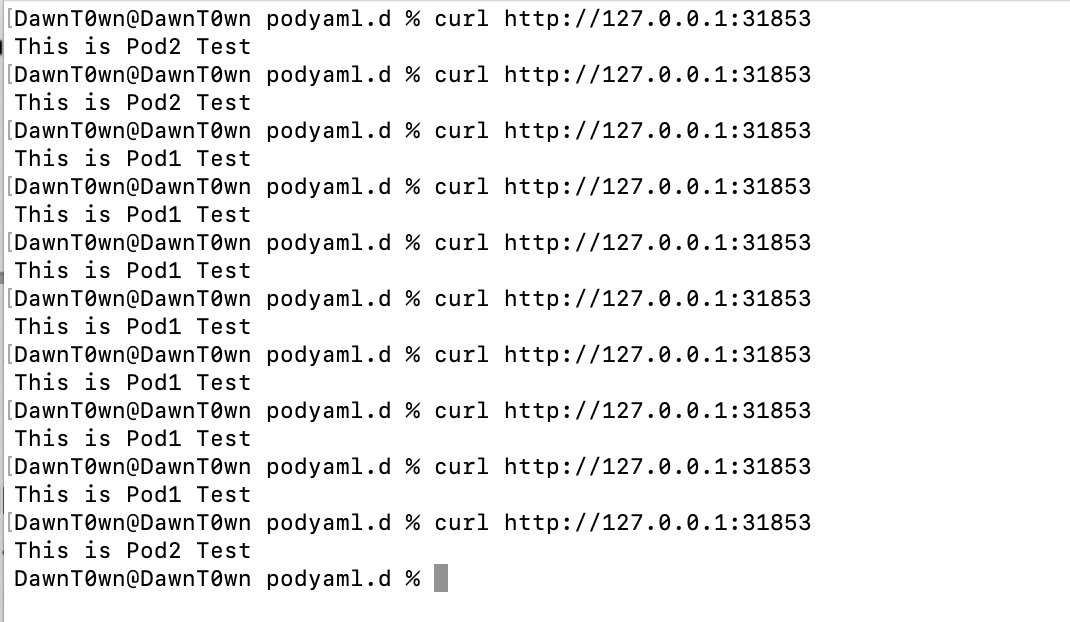 [DawnT0wn@DawnT0wn podyaml.d % curl http://127.0.0.1:31853
This is Pod2 Test
[DawnT0wn@DawnT0wn podyaml.d % curl http://127.0.0.1:31853
This is Pod2 Test
[DawnT0wn@DawnT0wn podyaml.d % curl http://127.0.0.1:31853
This is Pod1 Test
[DawnT0wn@DawnT0wn podyaml.d % curl http://127.0.0.1:31853
This is Pod1 Test
[DawnT0wn@DawnT0wn podyaml.d % curl http://127.0.0.1:31853
This is Pod1 Test
[DawnT0wn@DawnT0wn podyaml.d % curl http://127.0.0.1:31853
This is Pod1 Test
[DawnT0wn@DawnT0wn podyaml.d % curl http://127.0.0.1:31853
This is Pod1 Test
[DawnT0wn@DawnT0wn podyaml.d % curl http://127.0.0.1:31853
This is Pod1 Test
[DawnT0wn@DawnT0wn podyaml.d % curl http://127.0.0.1:31853
This is Pod1 Test
[DawnT0wn@DawnT0wn podyaml.d % curl http://127.0.0.1:31853
This is Pod2 Test
DawnT0wn@DawnT0wn podyaml.d %